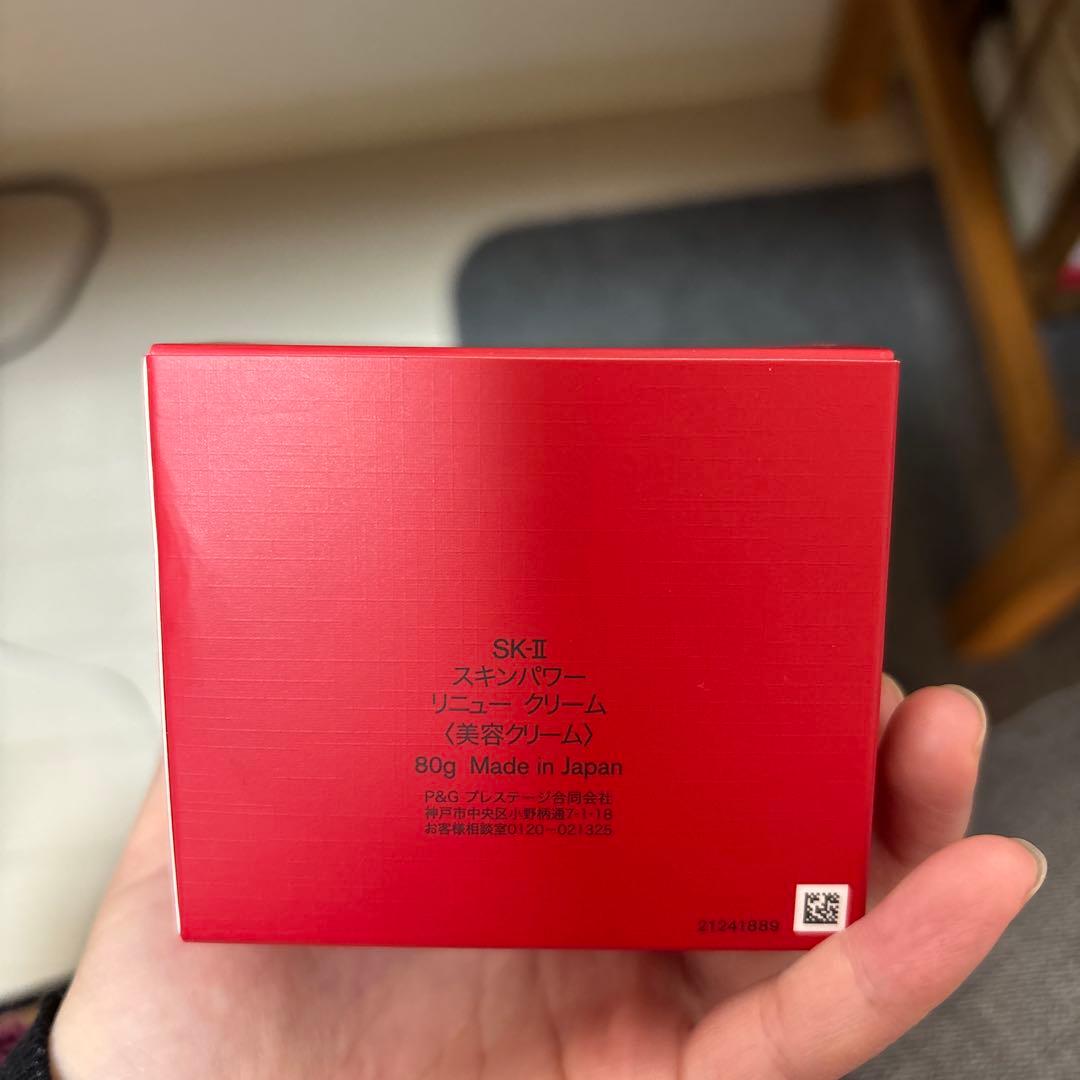 SK-II
スキンパワー
リニュー クリーム
〈美容クリーム〉
80g Made in Japan
P&G プレステージ合同会社
神戸市中央区小野柄通7-1-18
お客様相談室0120-021325
21241889